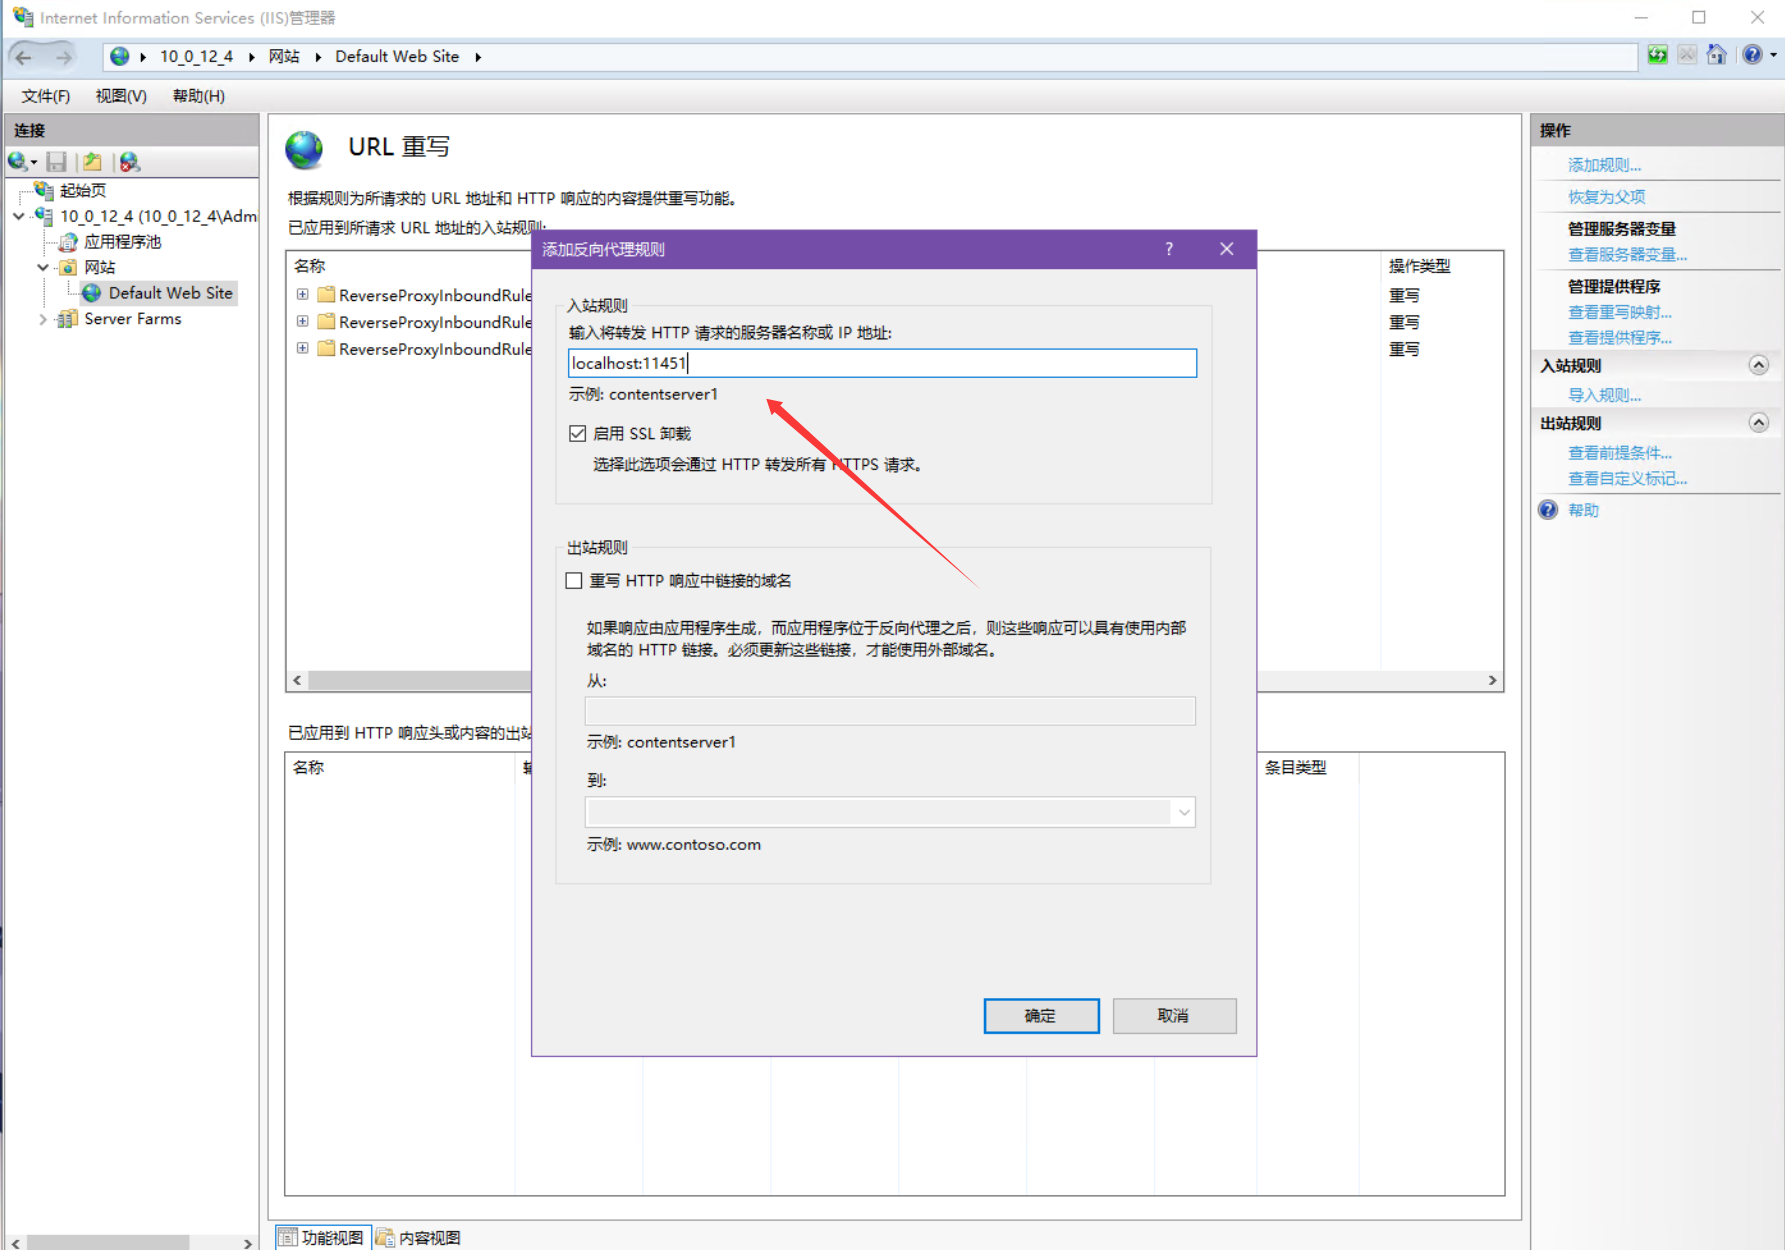 Internet Information Services (IIS)管理器
10_0_12_4 网站 Default Web Site
文件(F) 视图(V) 帮助(H)
连接
起始页
10_0_12_4 (10_0_12_4\Adm
应用程序池
网站
Default Web Site
Server Farms
URL 重写
根据规则为所请求的 URL 地址和 HTTP 响应的内容提供重写功能。
已应用到所请求 URL 地址的入站规则:
名称 操作类型
ReverseProxyInboundRule 重写
ReverseProxyInboundRule 重写
ReverseProxyInboundRule 重写
添加反向代理规则
入站规则
输入将转发 HTTP 请求的服务器名称或 IP 地址:
localhost:11451
示例: contentserver1
启用 SSL 卸载
选择此选项会通过 HTTP 转发所有 HTTPS 请求。
出站规则
重写 HTTP 响应中链接的域名
如果响应由应用程序生成，而应用程序位于反向代理之后，则这些响应可以具有使用内部
域名的 HTTP 链接。必须更新这些链接，才能使用外部域名。
从:
示例: contentserver1
到:
示例: www.contoso.com
确定 取消
已应用到 HTTP 响应头或内容的出站
名称 条目类型
功能视图 内容视图
操作
添加规则...
恢复为父项
管理服务器变量
查看服务器变量...
管理提供程序
查看重写映射...
查看提供程序...
入站规则
导入规则...
出站规则
查看前提条件...
查看自定义标记...
帮助